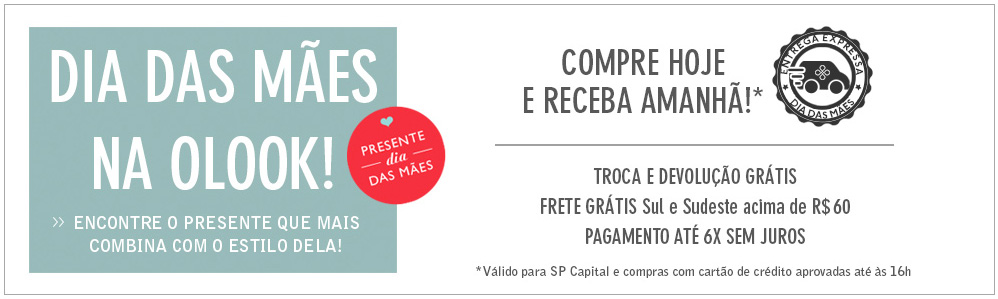 DIA DAS MÃES
NA OLOOK!
>> ENCONTRE O PRESENTE QUE MAIS
COMBINA COM O ESTILO DELA!
PRESENTE
dia
DAS MÃES
COMPRE HOJE
E RECEBA AMANHÃ!*
ENTREGA EXPRESSA
DIA DAS MÃES
TROCA E DEVOLUÇÃO GRÁTIS
FRETE GRÁTIS Sul e Sudeste acima de R$60
PAGAMENTO ATÉ 6X SEM JUROS
*Válido para SP Capital e compras com cartão de crédito aprovadas até às 16h